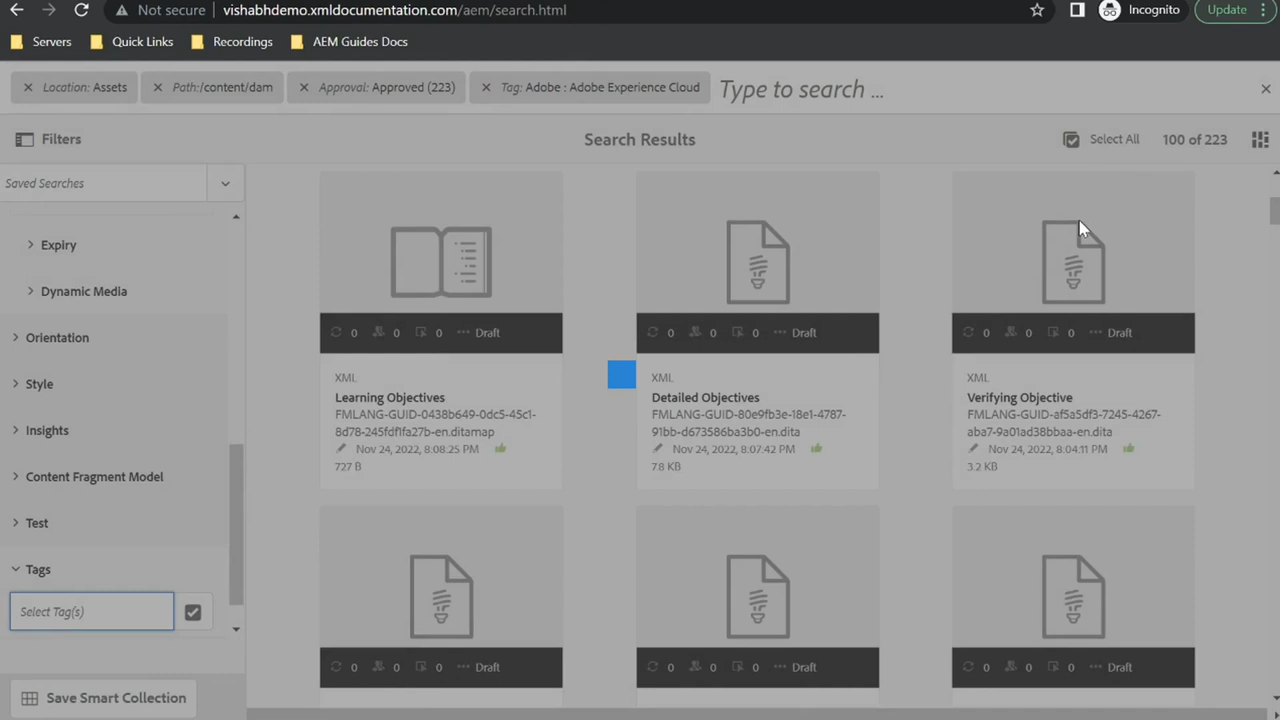 Not secure vishabhdemo.xmldocumentation.com/aem/search.html Incognito Update
Servers Quick Links Recordings AEM Guides Docs
Location: Assets Path:/content/dam Approval: Approved (223) Tag: Adobe : Adobe Experience Cloud Type to search ...
Filters Search Results Select All 100 of 223
Saved Searches
Expiry
Dynamic Media
Orientation
Style
Insights
Content Fragment Model
Test
Tags
Select Tag(s)
Save Smart Collection
0 0 0 Draft
XML
Learning Objectives
FMLANG-GUID-0438b649-0dc5-45c1-
8d78-245fdf1fa27b-en.ditamap
Nov 24, 2022, 8:08:25 PM
727 B
0 0 0 Draft
XML
Detailed Objectives
FMLANG-GUID-80e9fb3e-18e1-4787-
91bb-d673586ba3b0-en.dita
Nov 24, 2022, 8:07:42 PM
7.8 KB
0 0 0 Draft
XML
Verifying Objective
FMLANG-GUID-af5a5df3-7245-4267-
aba7-9a01ad38bbaa-en.dita
Nov 24, 2022, 8:04:11 PM
3.2 KB
0 0 0 Draft
0 0 0 Draft
0 0 0 Draft